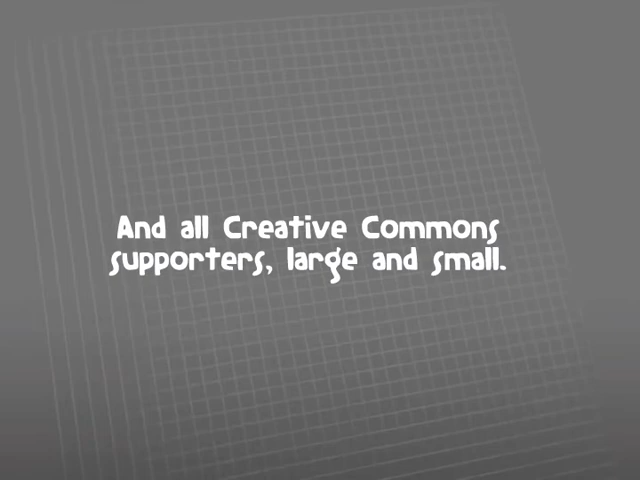 And all Creative Commons
supporters, large and small.